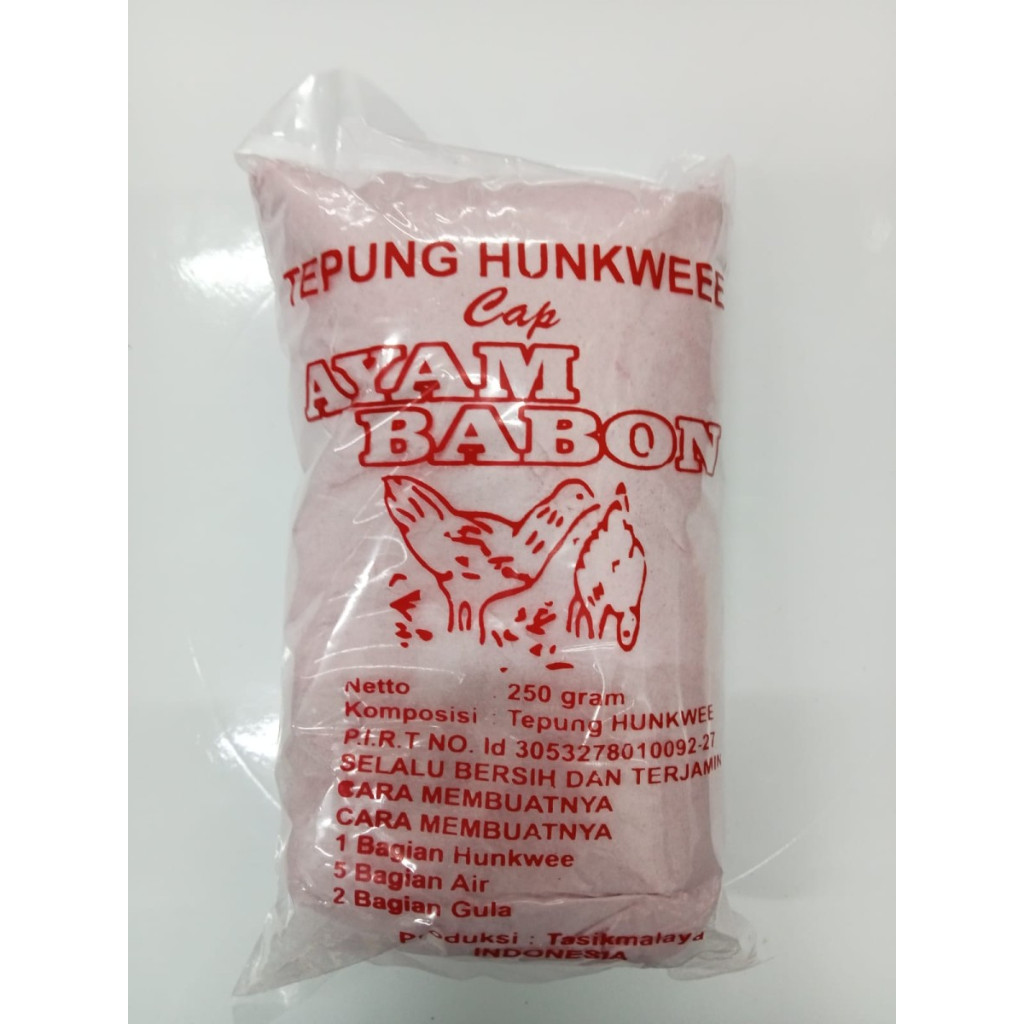 TEPUNG HUNKWEEE
Cap
AYAM
BABON
Netto : 250 gram
Komposisi : Tepung HUNKWEE
P.I.R.T NO. Id 3053278010092-27
SELALU BERSIH DAN TERJAMIN
CARA MEMBUATNYA
CARA MEMBUATNYA
1 Bagian Hunkwee
5 Bagian Air
2 Bagian Gula
Produksi : Tasikmalaya
INDONESIA